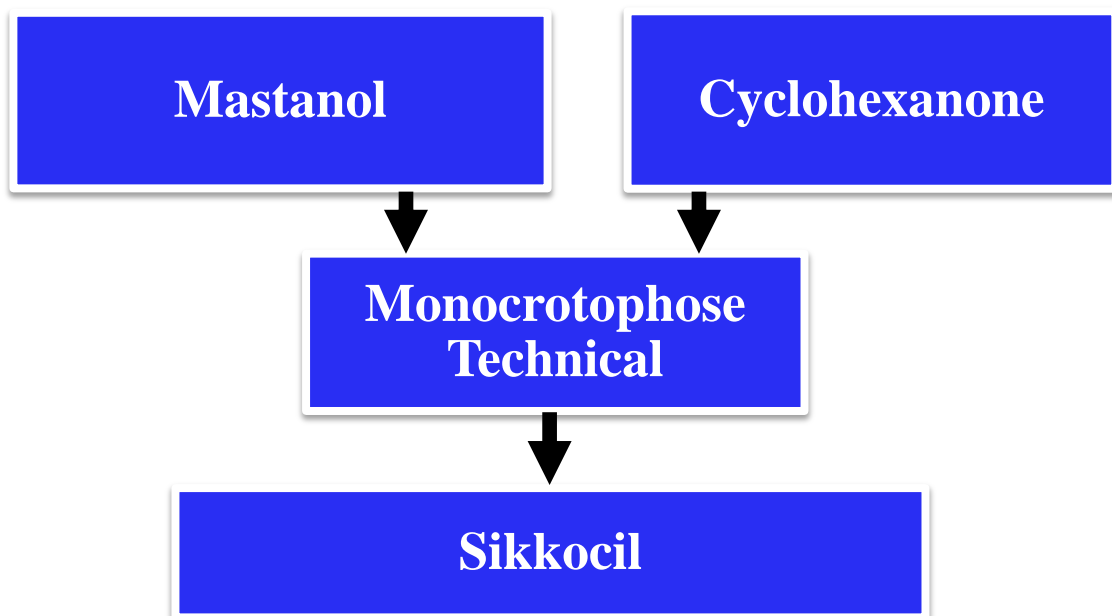 Mastanol
Cyclohexanone
Monocrotophose
Technical
Sikkocil